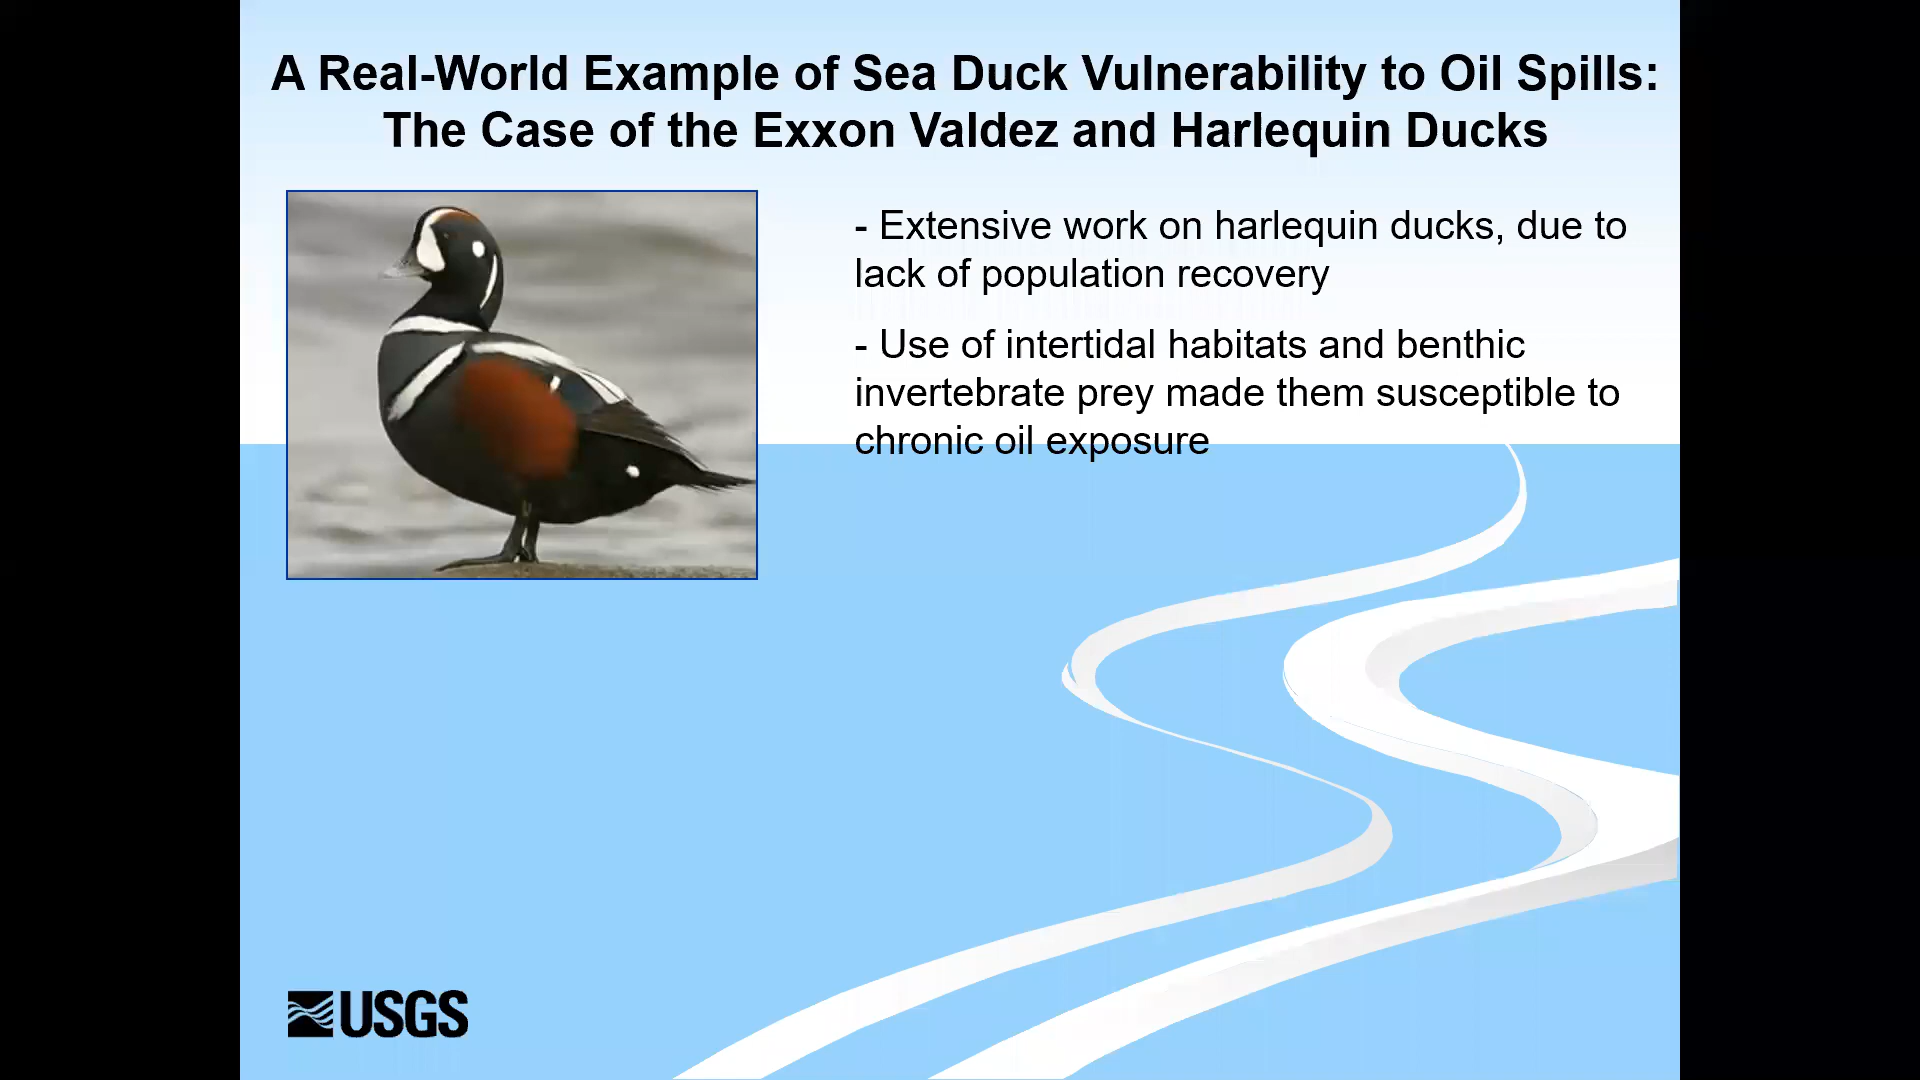 A Real-World Example of Sea Duck Vulnerability to Oil Spills:
The Case of the Exxon Valdez and Harlequin Ducks
- Extensive work on harlequin ducks, due to
lack of population recovery
- Use of intertidal habitats and benthic
invertebrate prey made them susceptible to
chronic oil exposure
USGS